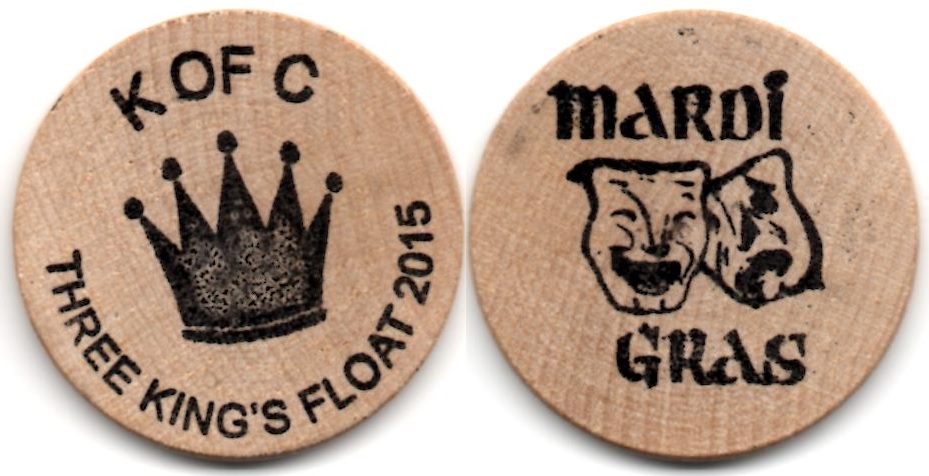 K OF C
THREE KING'S FLOAT 2015
MARDI
GRAS